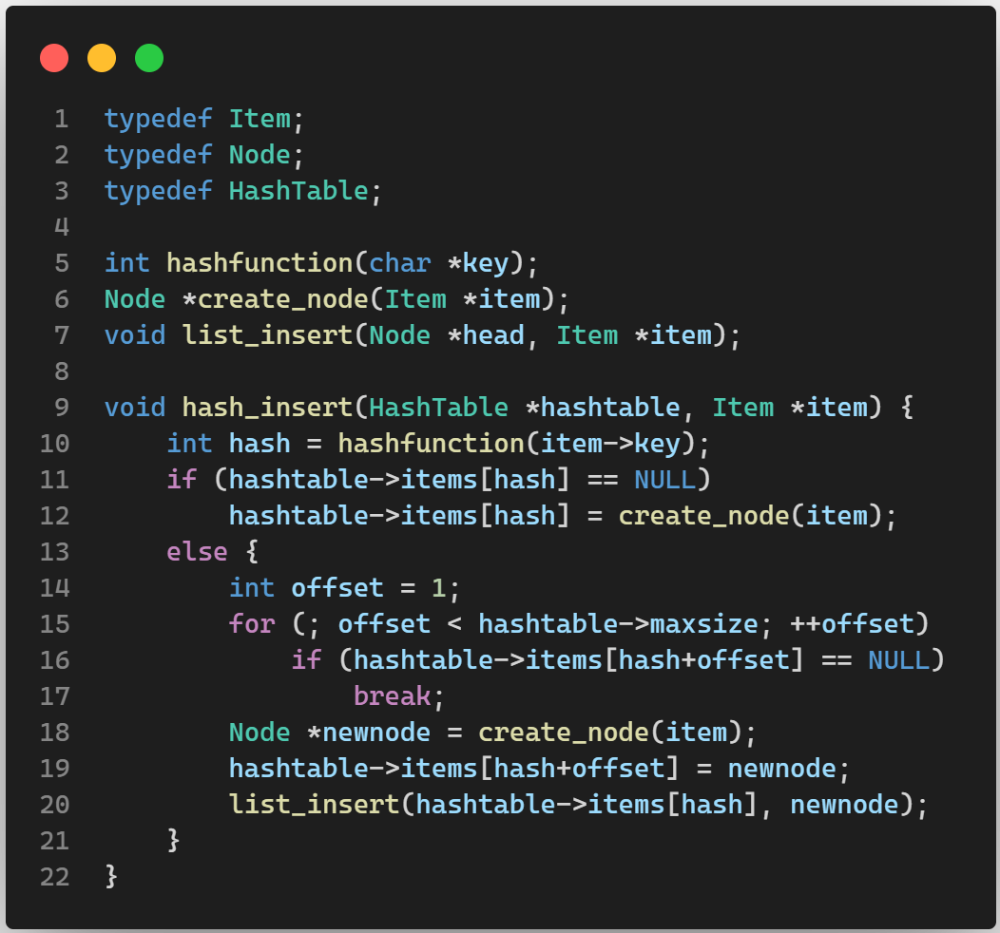 1 typedef Item;
2 typedef Node;
3 typedef HashTable;
4
5 int hashfunction(char *key);
6 Node *create_node(Item *item);
7 void list_insert(Node *head, Item *item);
8
9 void hash_insert(HashTable *hashtable, Item *item) {
10     int hash = hashfunction(item->key);
11     if (hashtable->items[hash] == NULL)
12         hashtable->items[hash] = create_node(item);
13     else {
14         int offset = 1;
15         for (; offset < hashtable->maxsize; ++offset)
16             if (hashtable->items[hash+offset] == NULL)
17                 break;
18         Node *newnode = create_node(item);
19         hashtable->items[hash+offset] = newnode;
20         list_insert(hashtable->items[hash], newnode);
21     }
22 }